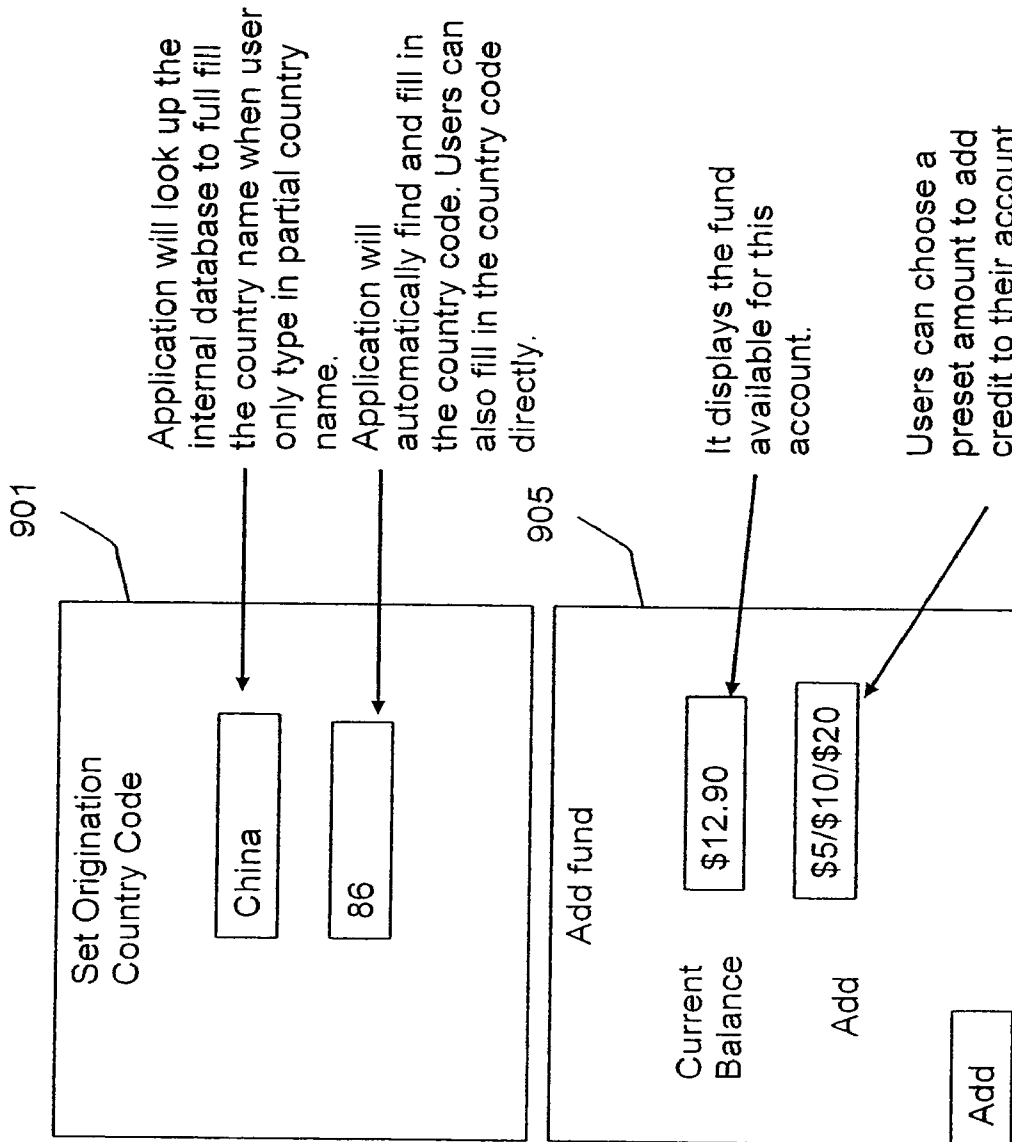 901
Set Origination
Country Code
China
86
Application will look up the
internal database to full fill
the country name when user
only type in partial country
name.
Application will
automatically find and fill in
the country code. Users can
also fill in the country code
directly.
905
Add fund
Current
Balance
$12.90
Add
$5/$10/$20
Add
It displays the fund
available for this
account.
Users can choose a
preset amount to add
credit to their account